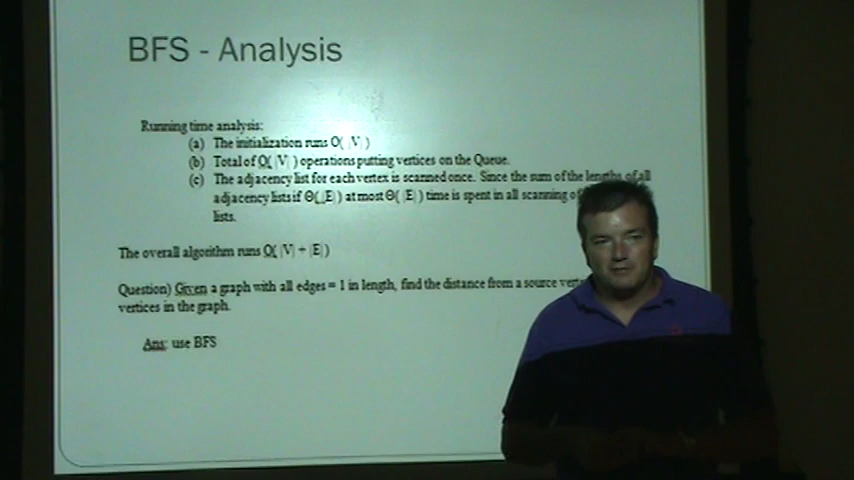 BFS - Analysis
Running time analysis:
(a) The initialization runs O( |V| )
(b) Total of O( |V| ) operations putting vertices on the Queue.
(c) The adjacency list for each vertex is scanned once. Since the sum of the lengths of all
adjacency lists if Θ( |E| ) at most Θ( |E| ) time is spent in all scanning of
lists.
The overall algorithm runs O( |V| + |E| )
Question) Given a graph with all edges = 1 in length, find the distance from a source
vertices in the graph.
Ans: use BFS